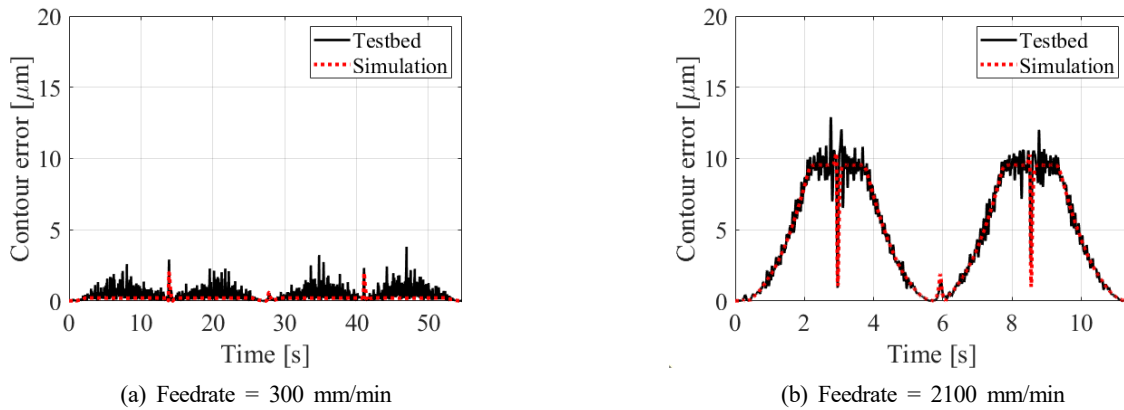 20
15
10
5
0
Contour error [μm]
Testbed
Simulation
0 10 20 30 40 50
Time [s]
(a) Feedrate = 300 mm/min
20
15
10
5
0
Contour error [μm]
Testbed
Simulation
0 2 4 6 8 10
Time [s]
(b) Feedrate = 2100 mm/min